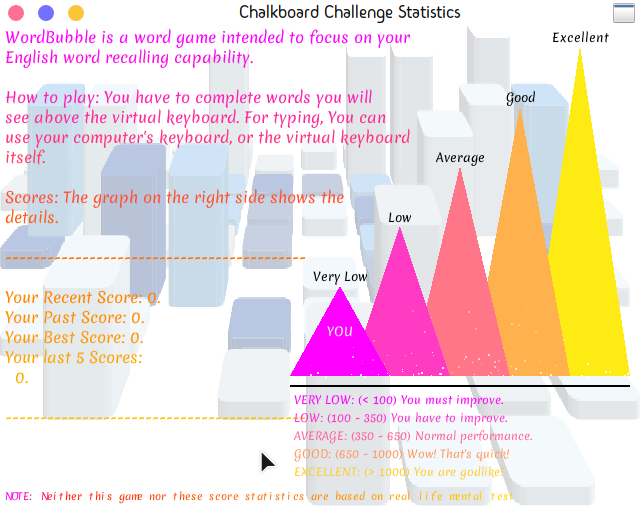 Chalkboard Challenge Statistics
WordBubble is a word game intended to focus on your
English word recalling capability.
How to play: You have to complete words you will
see above the virtual keyboard. For typing, You can
use your computer's keyboard, or the virtual keyboard
itself.
Scores: The graph on the right side shows the
details.
Your Recent Score: 0.
Your Past Score: 0.
Your Best Score: 0.
Your last 5 Scores:
0.
Excellent
Good
Average
Low
Very Low
YOU
VERY LOW: (< 100) You must improve.
LOW: (100 - 350) You have to improve.
AVERAGE: (350 - 650) Normal performance.
GOOD: (650 - 1000) Wow! That's quick!
EXCELLENT: (> 1000) You are godlike!
NOTE: Neither this game nor these score statistics are based on real life mental test